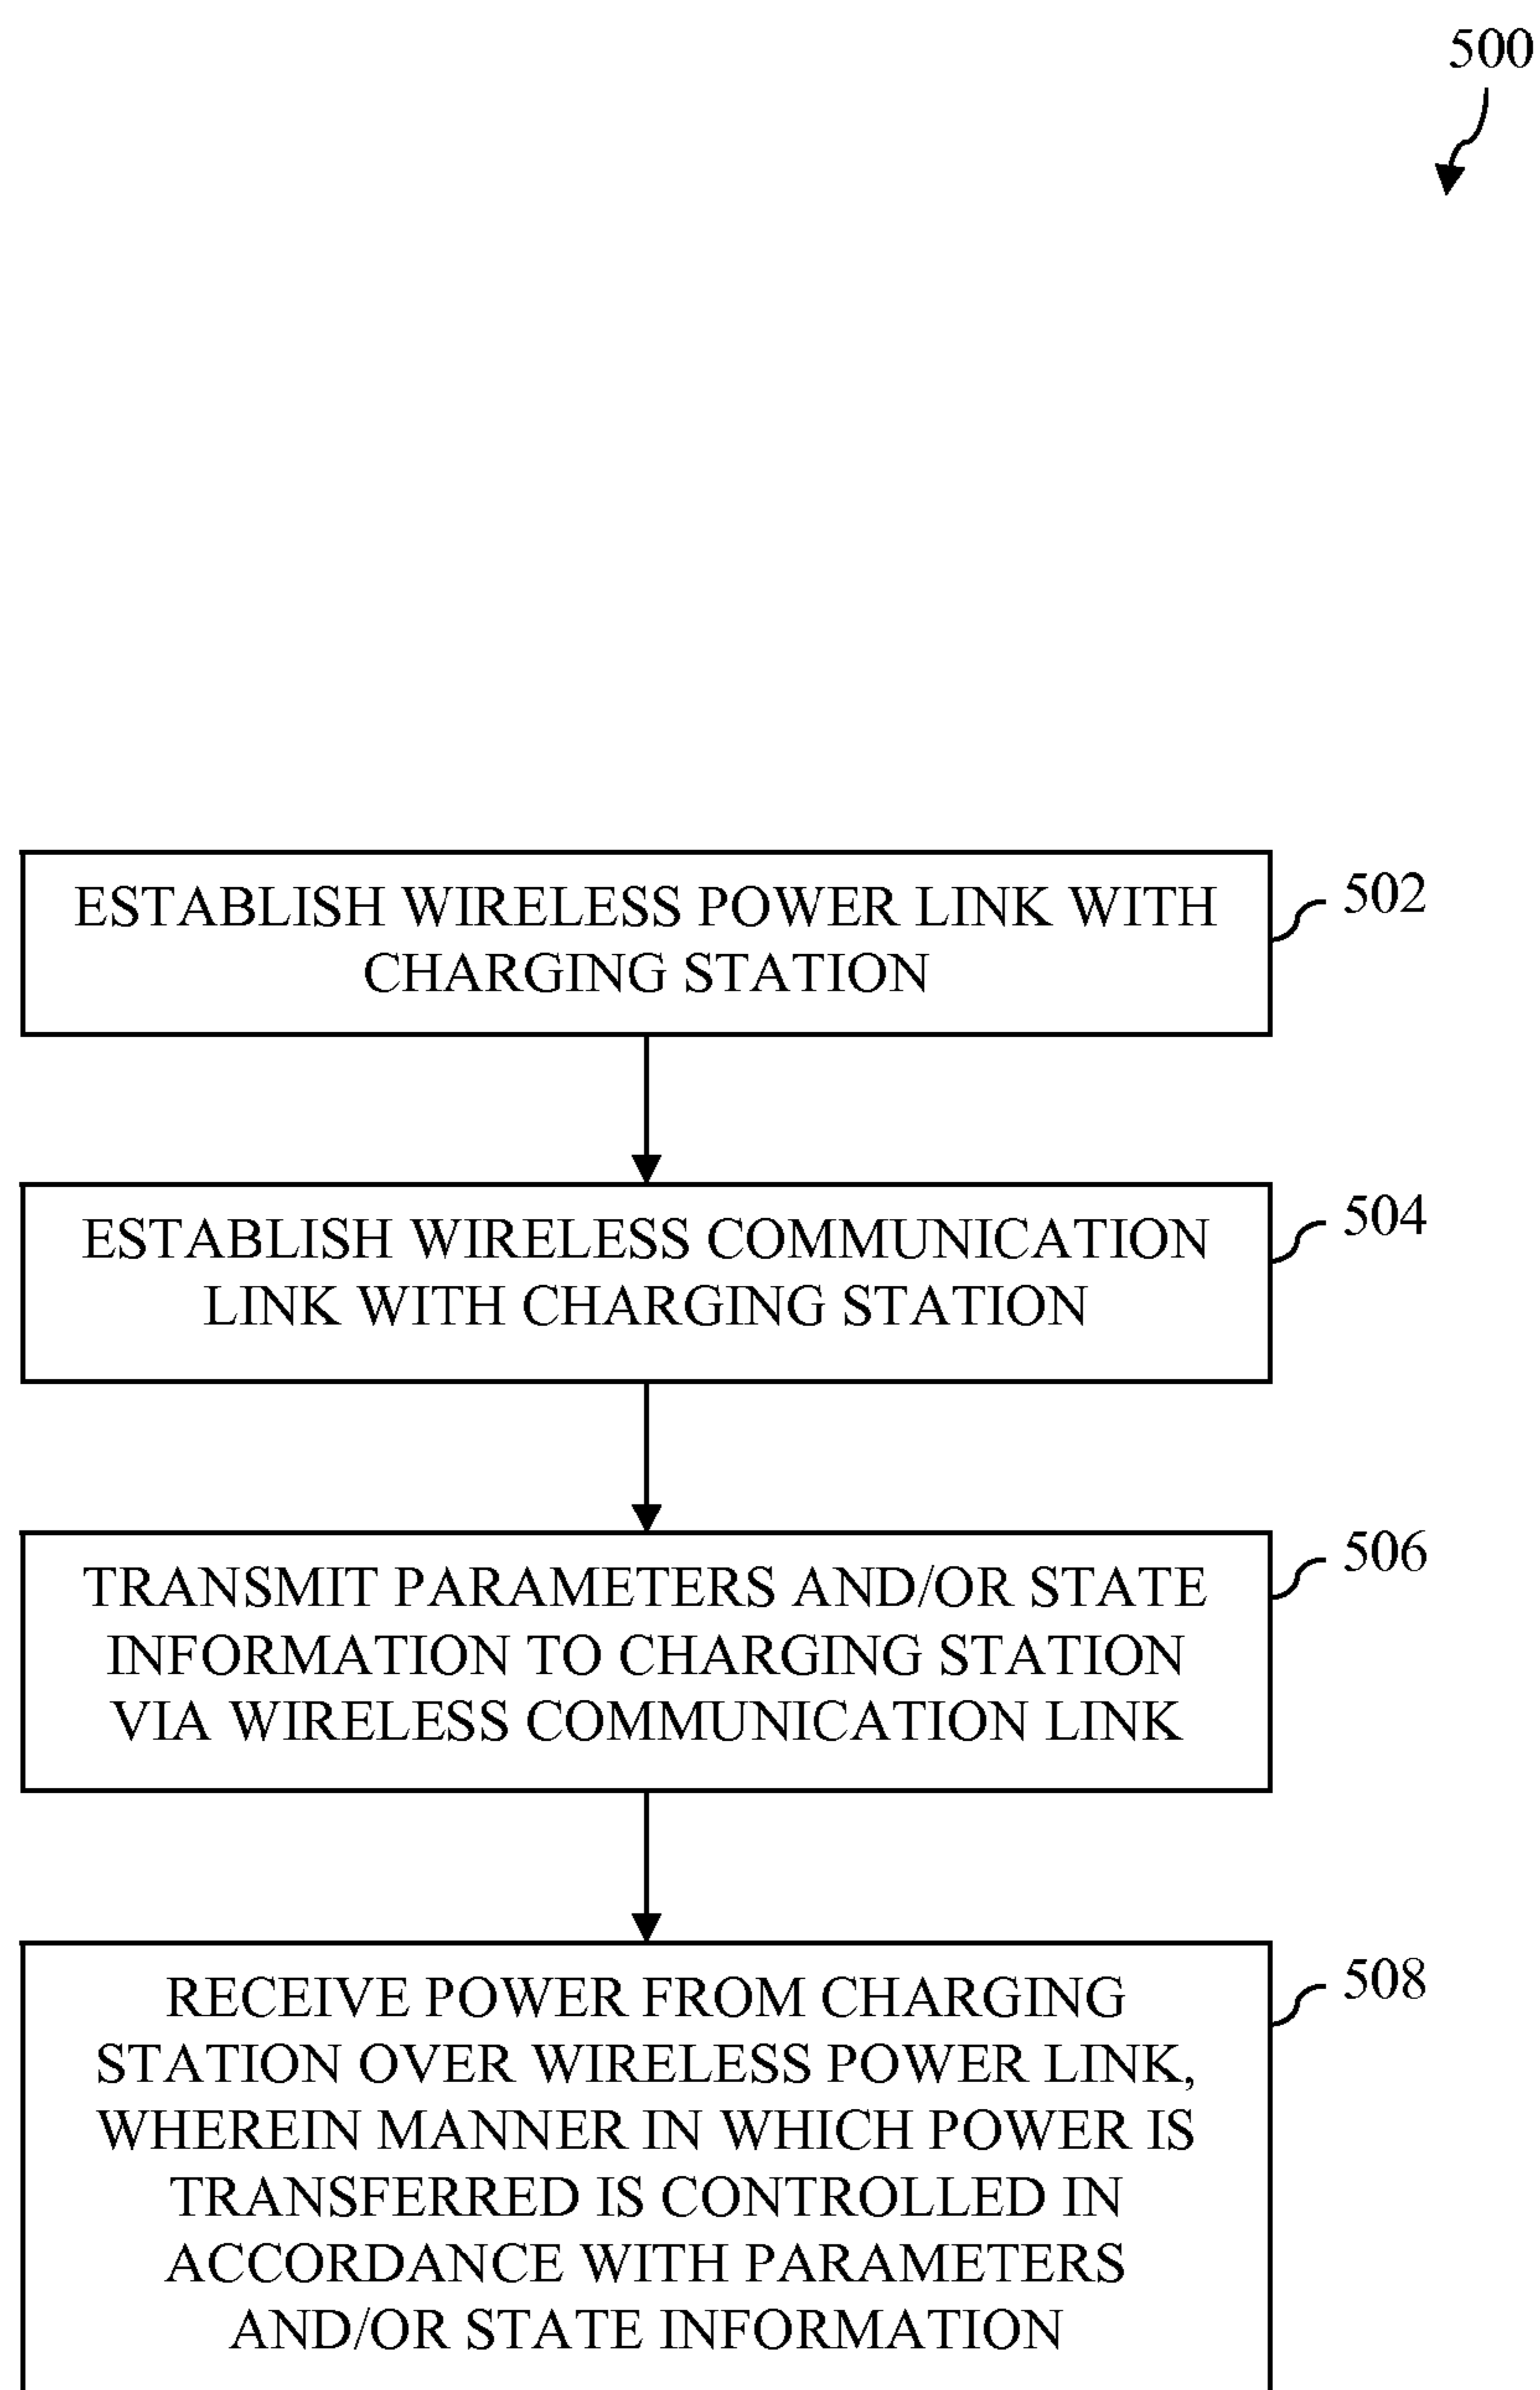 500
ESTABLISH WIRELESS POWER LINK WITH
CHARGING STATION
502
ESTABLISH WIRELESS COMMUNICATION
LINK WITH CHARGING STATION
504
TRANSMIT PARAMETERS AND/OR STATE
INFORMATION TO CHARGING STATION
VIA WIRELESS COMMUNICATION LINK
506
RECEIVE POWER FROM CHARGING
STATION OVER WIRELESS POWER LINK,
WHEREIN MANNER IN WHICH POWER IS
TRANSFERRED IS CONTROLLED IN
ACCORDANCE WITH PARAMETERS
AND/OR STATE INFORMATION
508